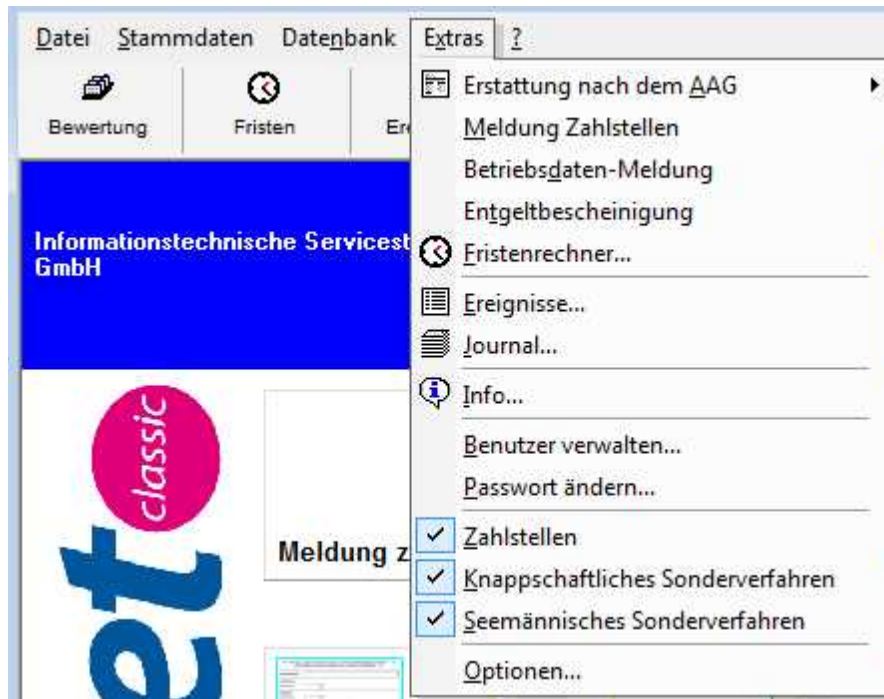 Datei Stammdaten Datenbank Extras ?
Bewertung Fristen
Informationstechnische
GmbH
classic
et
Meldung
Erstattung nach dem AAG
Meldung Zahlstellen
Betriebsdaten-Meldung
Entgeltbescheinigung
Fristenrechner...
Ereignisse...
Journal...
Info...
Benutzer verwalten...
Passwort ändern...
Zahlstellen
Knappschaftliches Sonderverfahren
Seemännisches Sonderverfahren
Optionen...